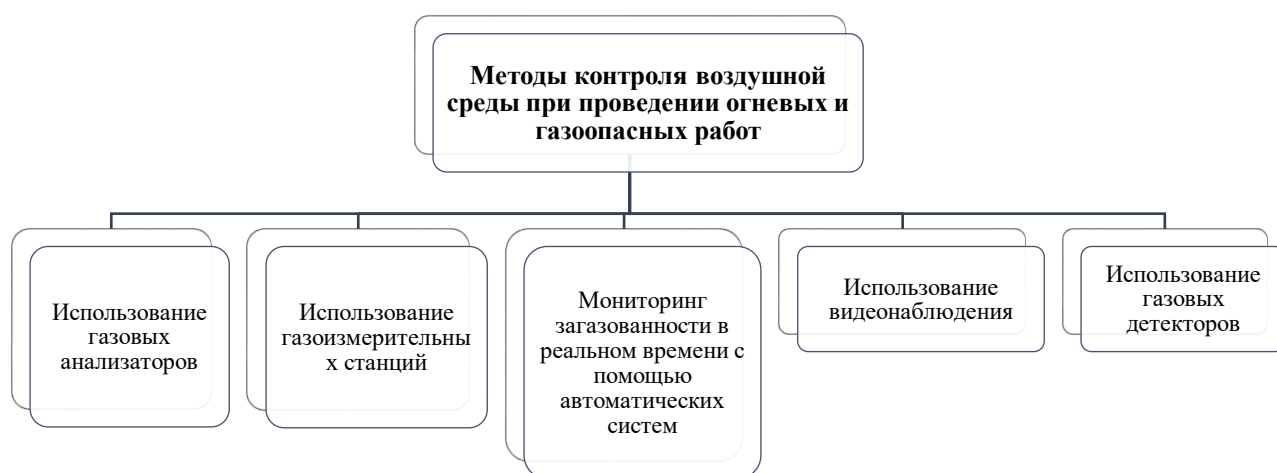 Методы контроля воздушной
среды при проведении огневых и
газоопасных работ
Использование
газовых
анализаторов
Использование
газоизмерительны
х станций
Мониторинг
загазованности в
реальном времени с
помощью
автоматических
систем
Использование
видеонаблюдения
Использование
газовых
детекторов